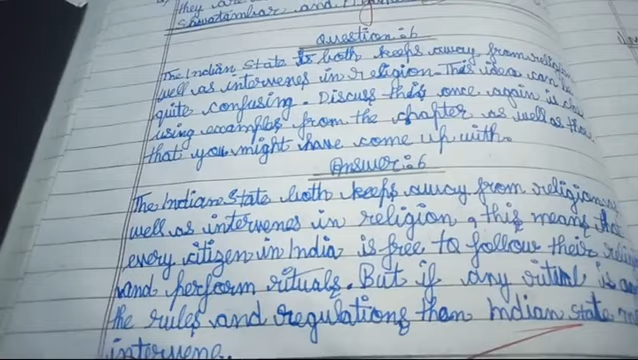 they are
Shwetambar and
Question:6
The Indian State both keeps away from religion
well as intervenes in religion. This idea can be
quite confusing. Discuss this once again in class
using examples from the chapter as well as those
that you might have come up with.
Answer:6
The Indian State both keeps away from religion as
well as intervenes in religion, this means that
every citizen in India is free to follow their religion
and perform rituals. But if any is
the rules and regulations than Indian State
intervene.